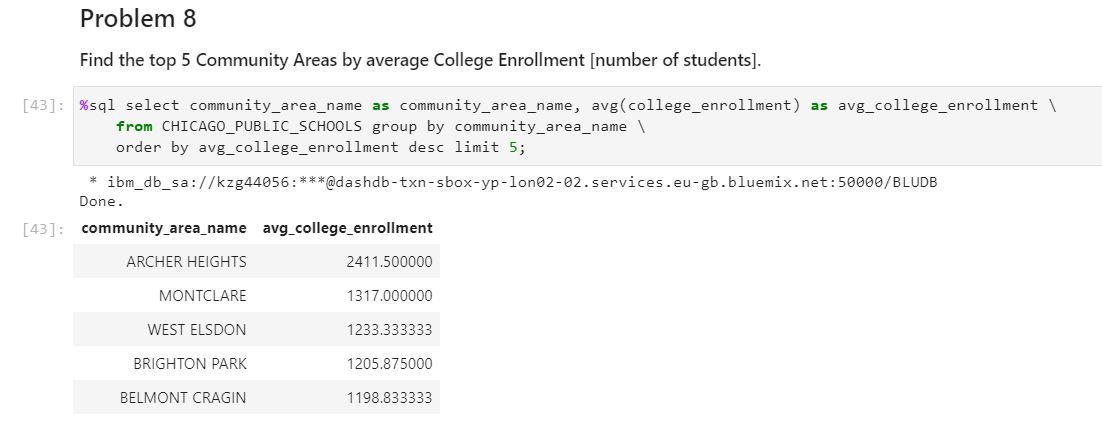 Problem 8
Find the top 5 Community Areas by average College Enrollment [number of students].
[43]: %sql select community_area_name as community_area_name, avg(college_enrollment) as avg_college_enrollment \
from CHICAGO_PUBLIC_SCHOOLS group by community_area_name \
order by avg_college_enrollment desc limit 5;
* ibm_db_sa://kzg44056:***@dashdb-txn-sbox-yp-lon02-02.services.eu-gb.bluemix.net:50000/BLUDB
Done.
[43]: community_area_name avg_college_enrollment
ARCHER HEIGHTS 2411.500000
MONTCLARE 1317.000000
WEST ELSDON 1233.333333
BRIGHTON PARK 1205.875000
BELMONT CRAGIN 1198.833333